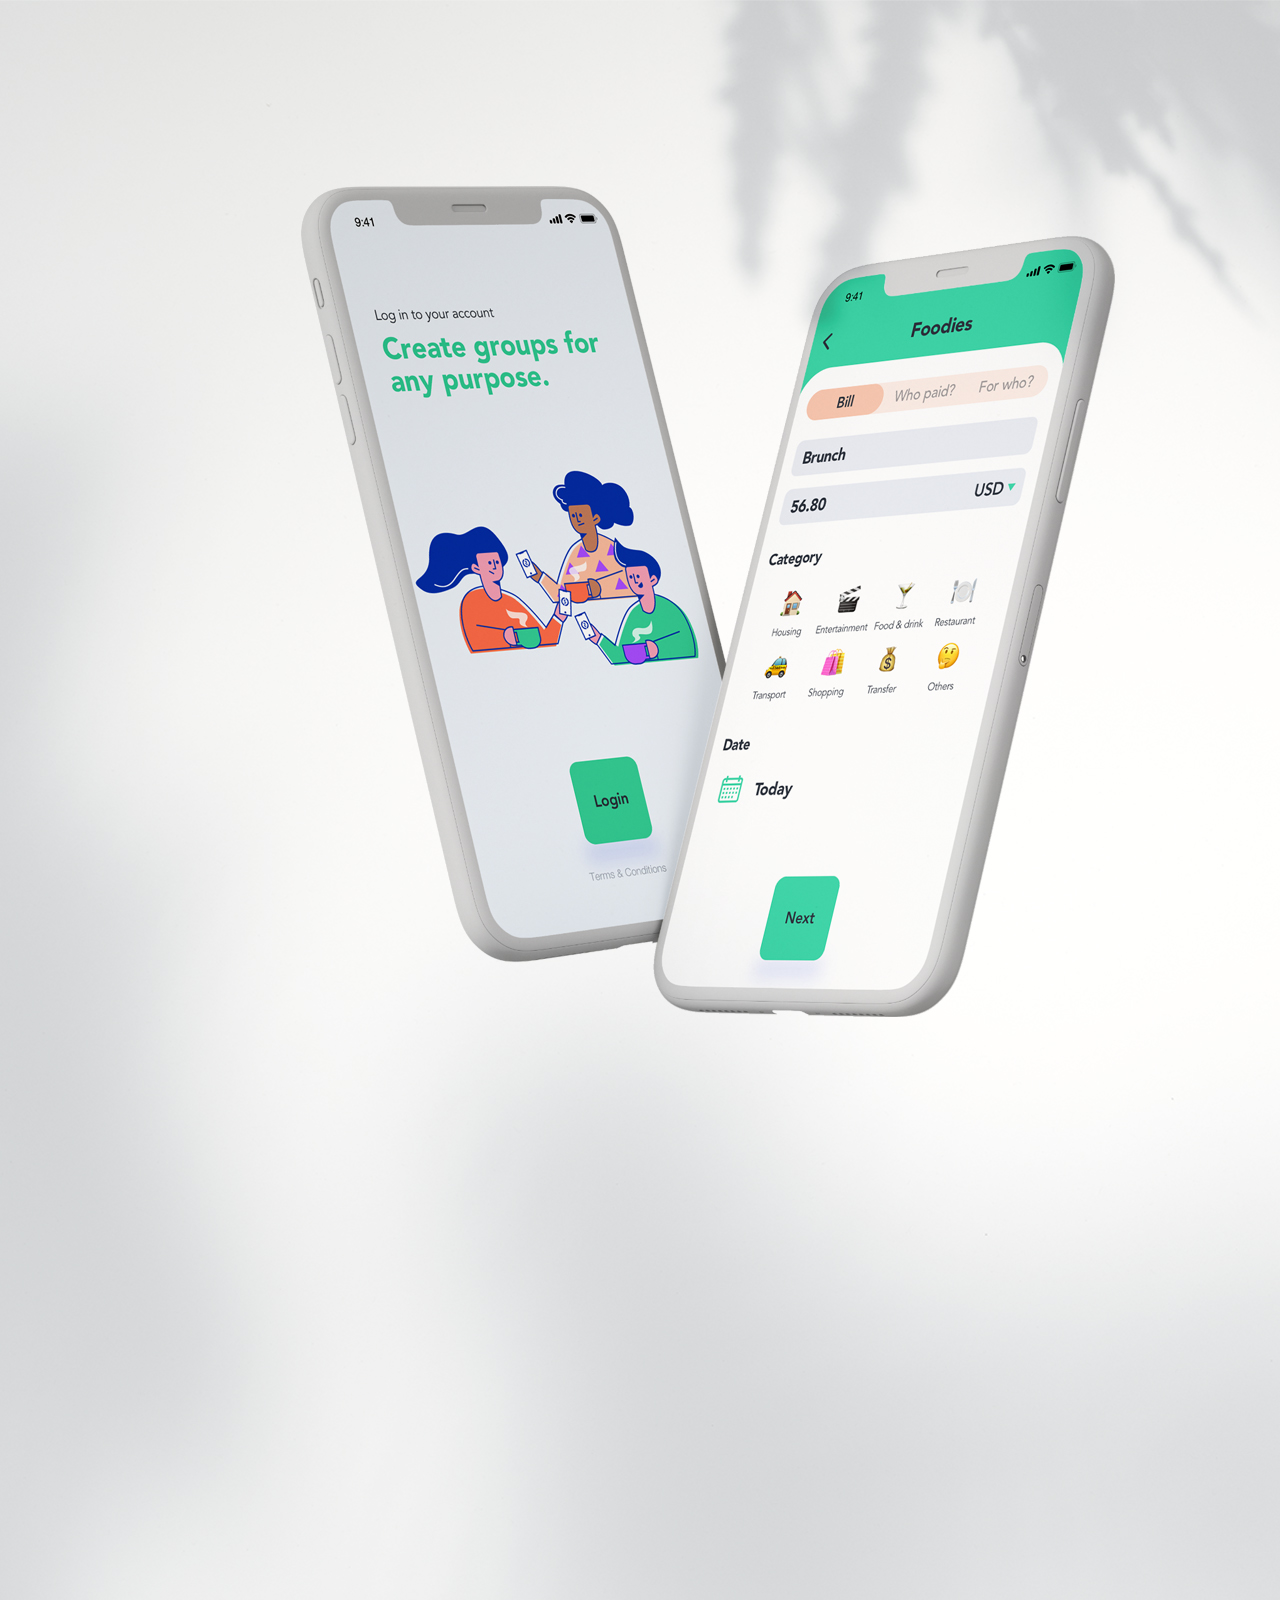 9:41
Log in to your account
Create groups for
any purpose.
Login
Terms & Conditions
9:41
Foodies
Bill Who paid? For who?
Brunch
56.80 USD
Category
Housing Entertainment Food & drink Restaurant
Transport Shopping Transfer Others
Date
Today
Next